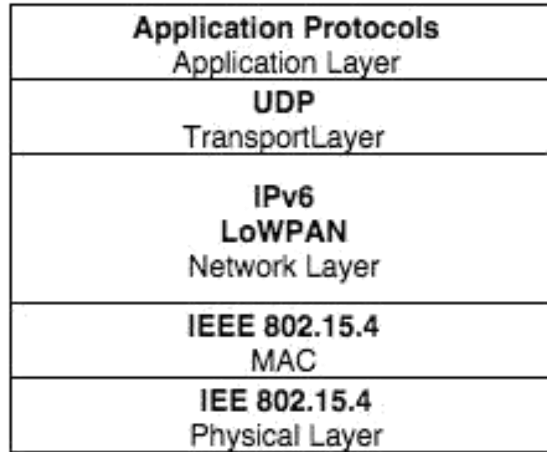 Application Protocols
Application Layer
UDP
TransportLayer
IPv6
LoWPAN
Network Layer
IEEE 802.15.4
MAC
IEE 802.15.4
Physical Layer